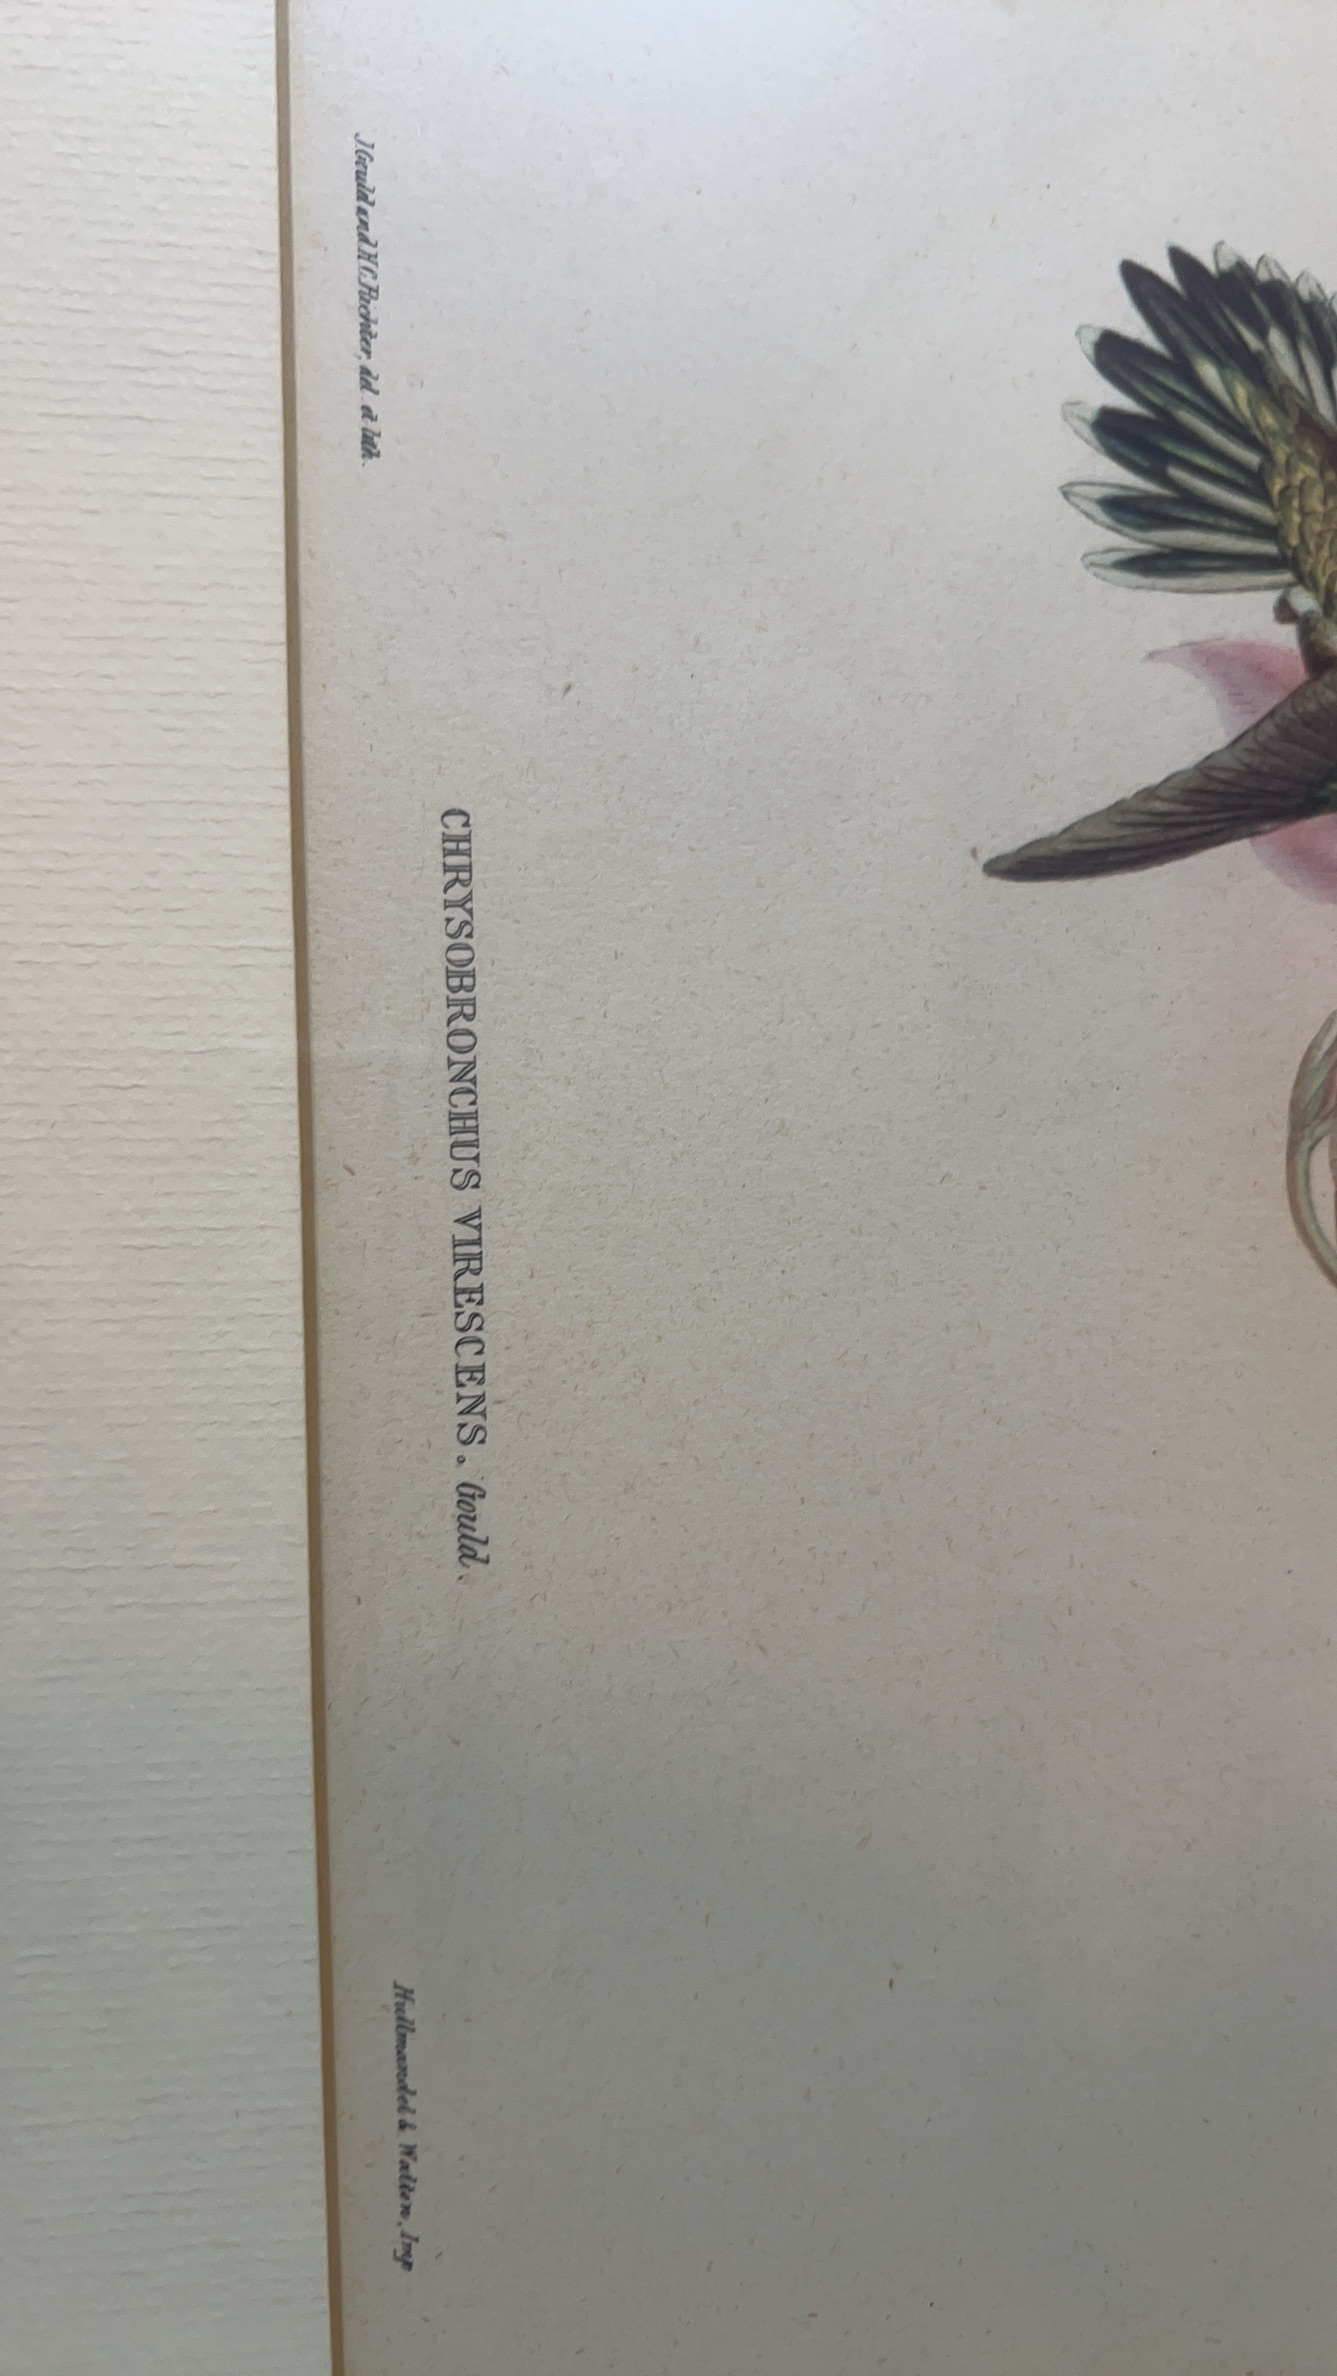 CHRYSOBRONCHUS VIRESCENS. Gould.
J. Gould and H.C. Richter, del. et lith.
Hullmandel & Walton, Imp